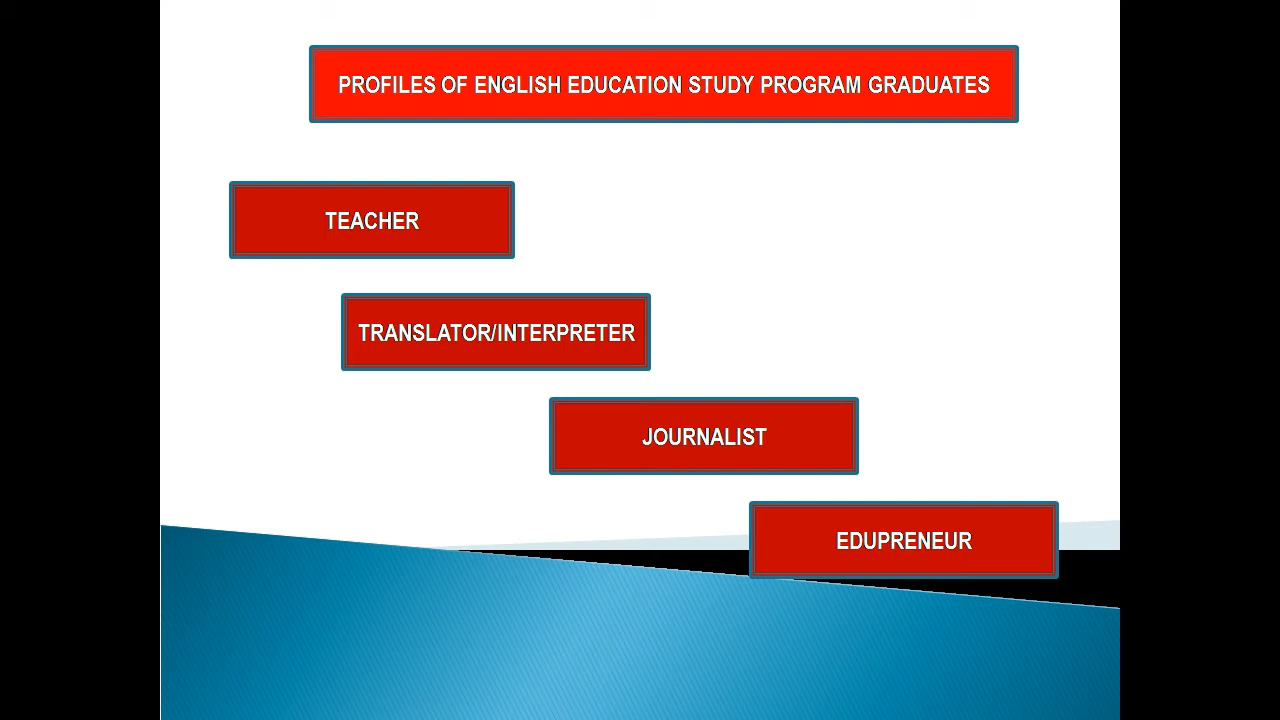 PROFILES OF ENGLISH EDUCATION STUDY PROGRAM GRADUATES
TEACHER
TRANSLATOR/INTERPRETER
JOURNALIST
EDUPRENEUR